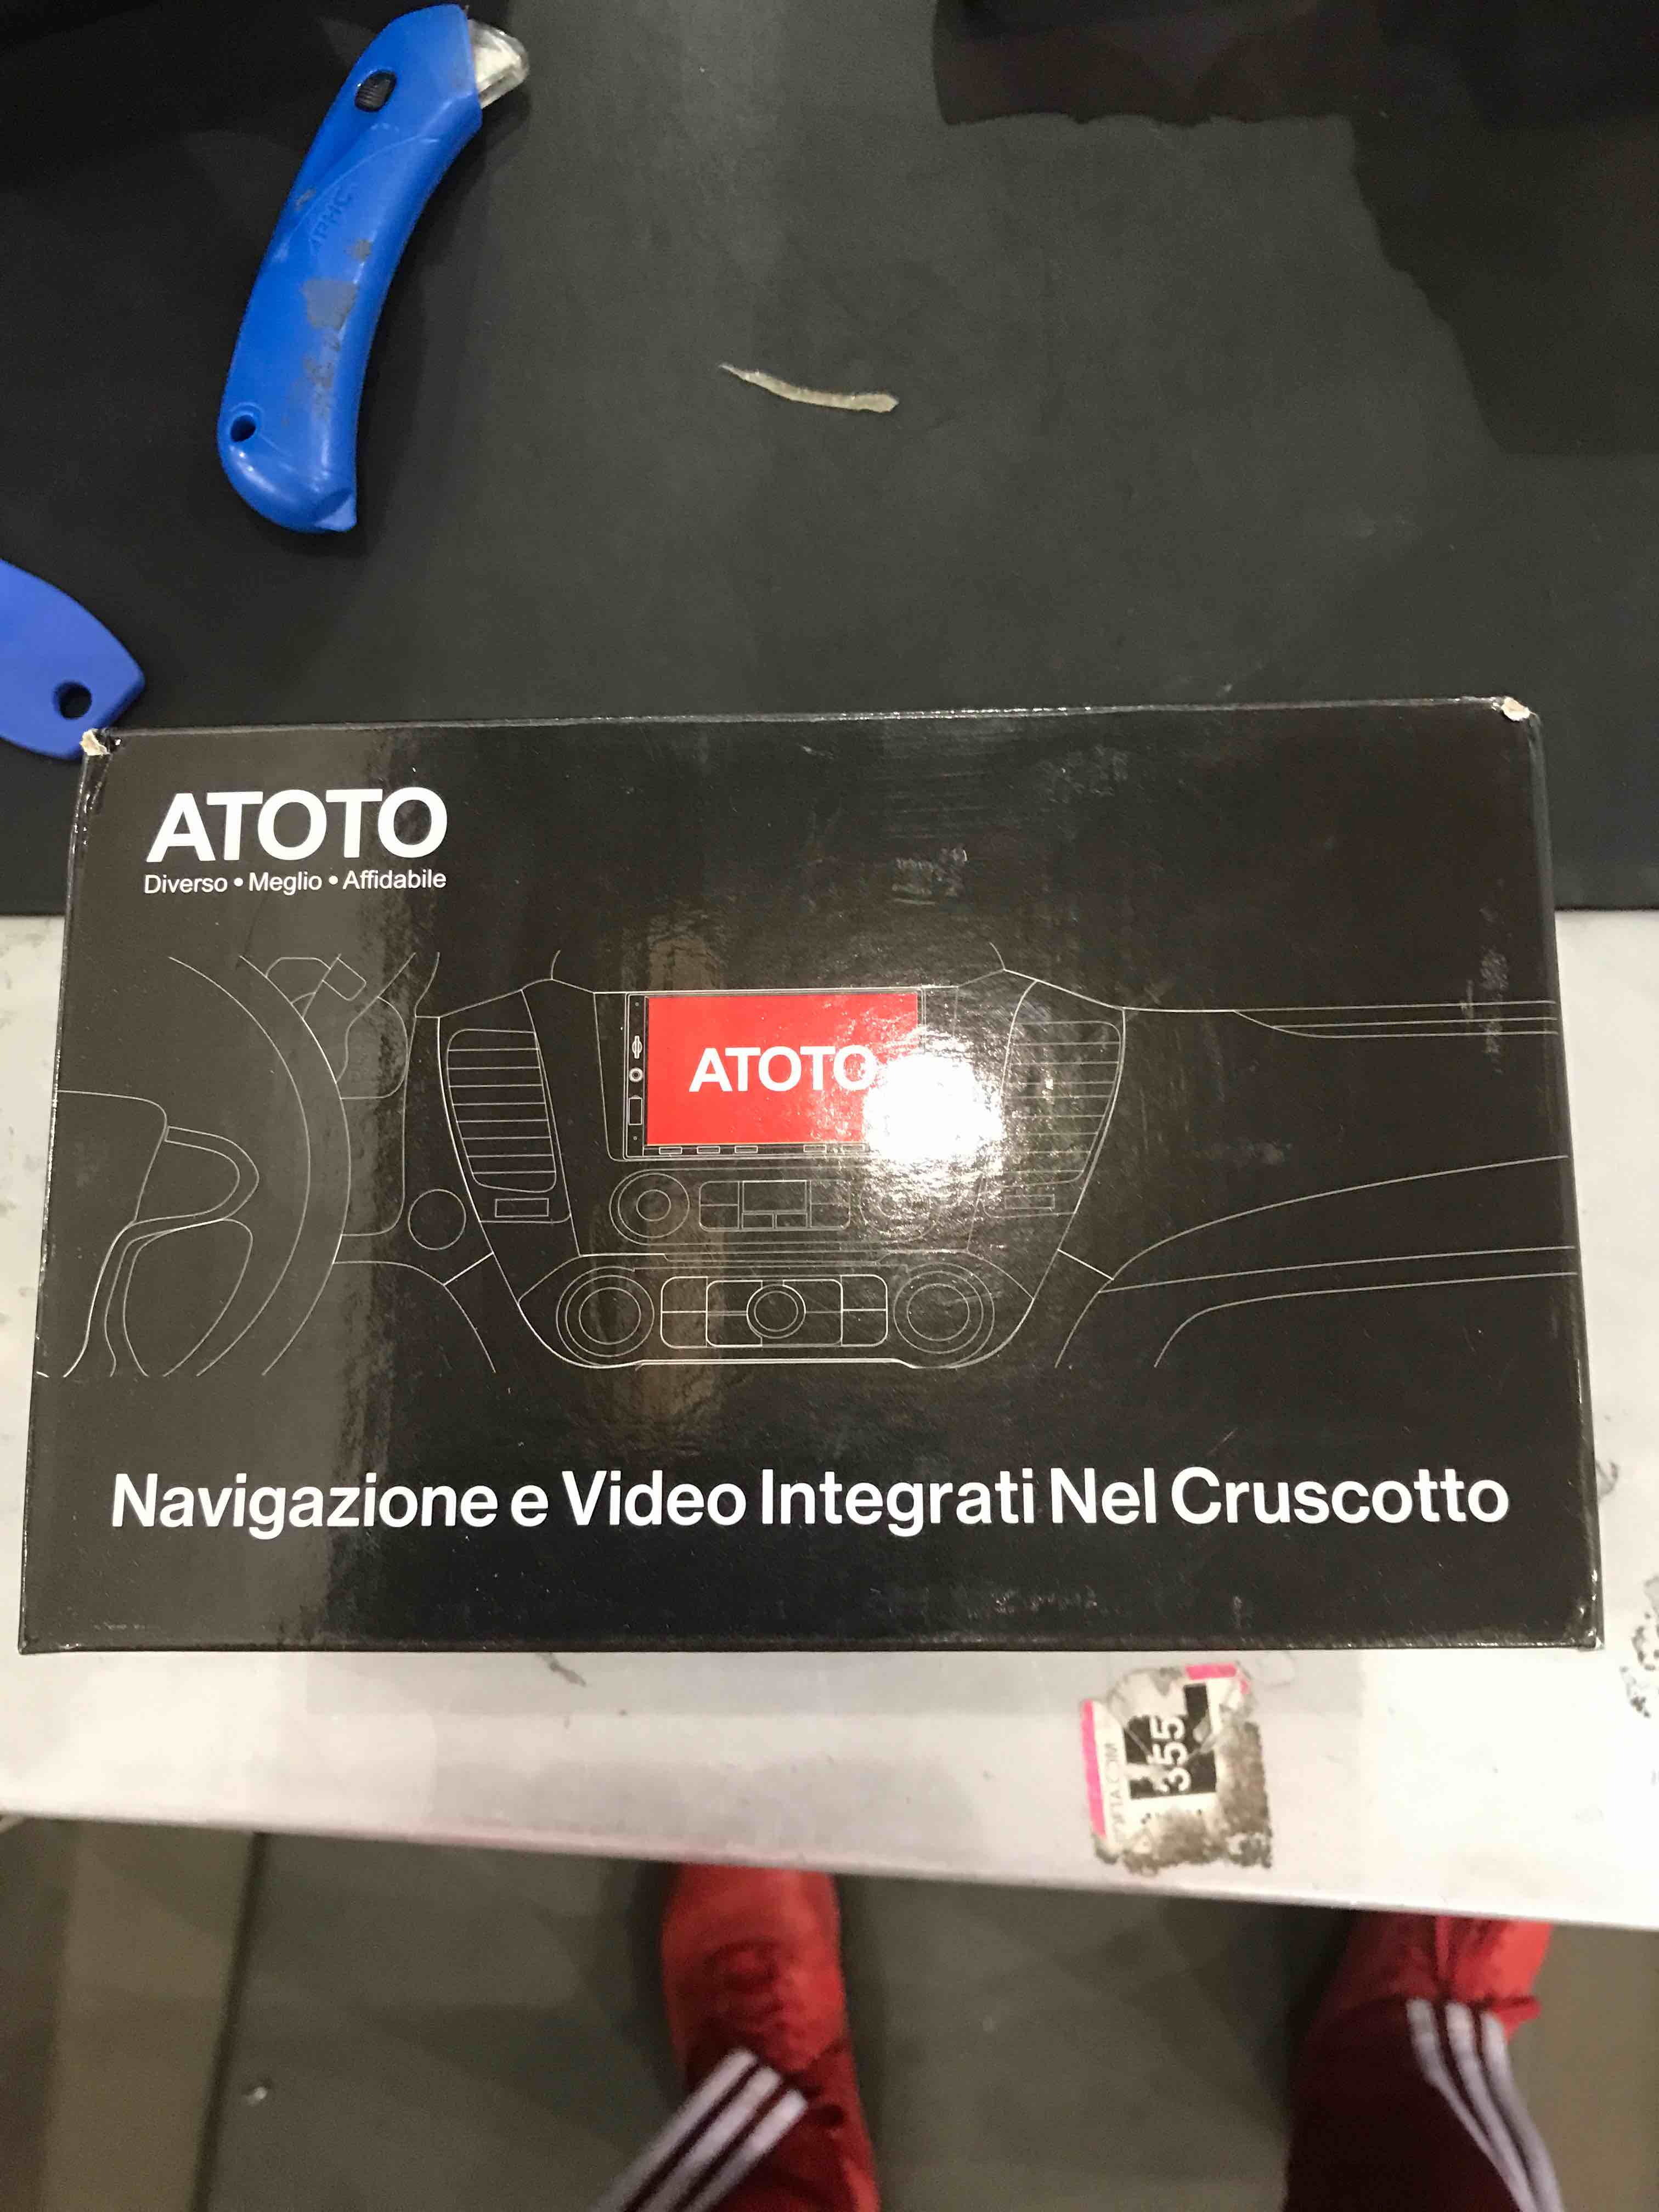 ATOTO
Diverso • Meglio • Affidabile
ATOTO
Navigazione e Video Integrati Nel Cruscotto
355